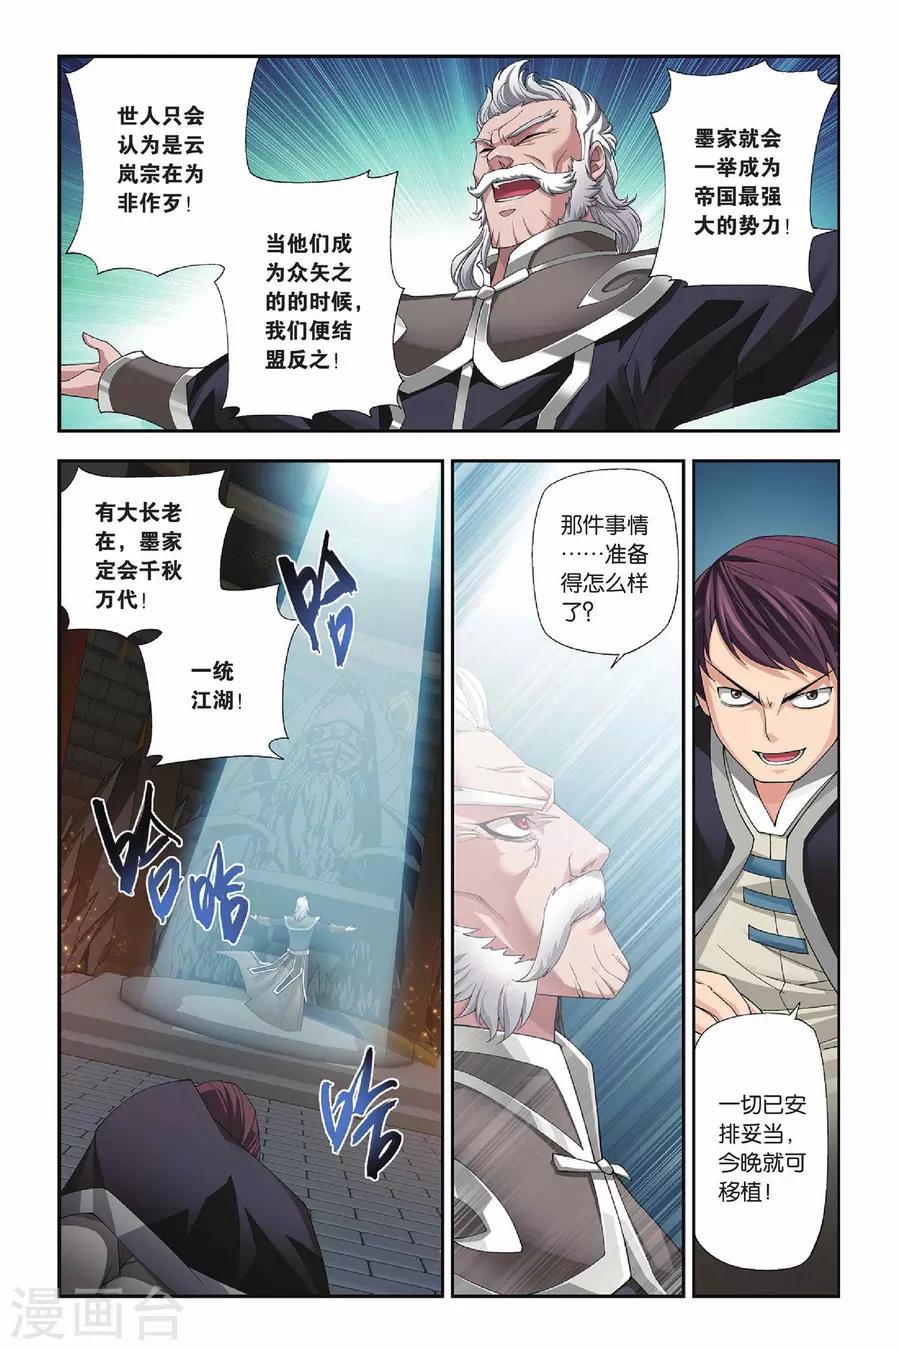 世人只会
认为是云
岚宗在为
非作歹！
当他们成
为众矢之
的的时候，
我们便结
盟反之！
墨家就会
一举成为
帝国最强
大的势力！
有大长老
在，墨家
定会千秋
万代！
一统
江湖！
哈
哈
哈
哈
那件事情
……准备
得怎么样
了？
一切已安
排妥当，
今晚就可
移植！
漫画台